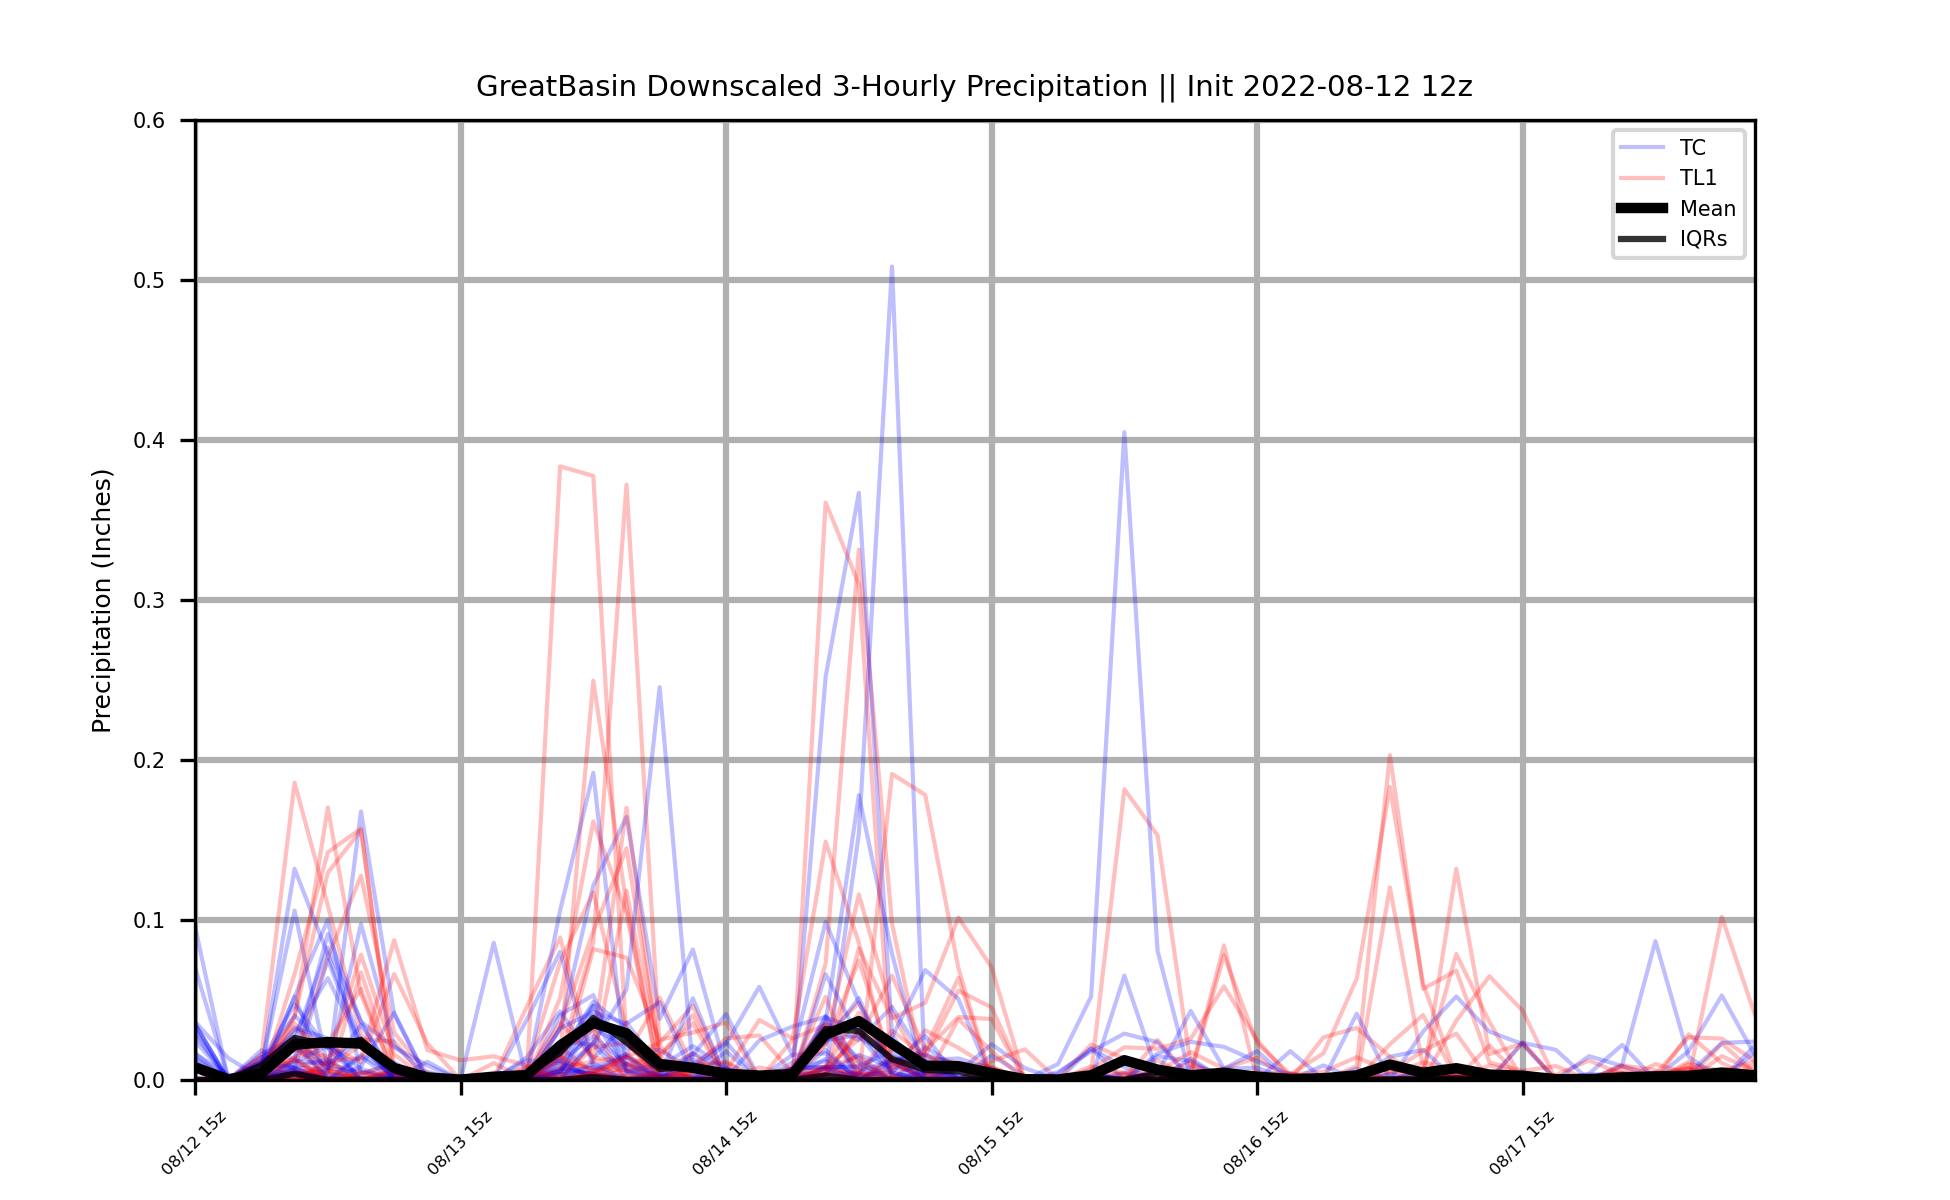 GreatBasin Downscaled 3-Hourly Precipitation || Init 2022-08-12 12z
0.6
0.5
0.4
0.3
0.2
0.1
0.0
Precipitation (Inches)
TC
TL1
Mean
IQRs
08/12 15z
08/13 15z
08/14 15z
08/15 15z
08/16 15z
08/17 15z